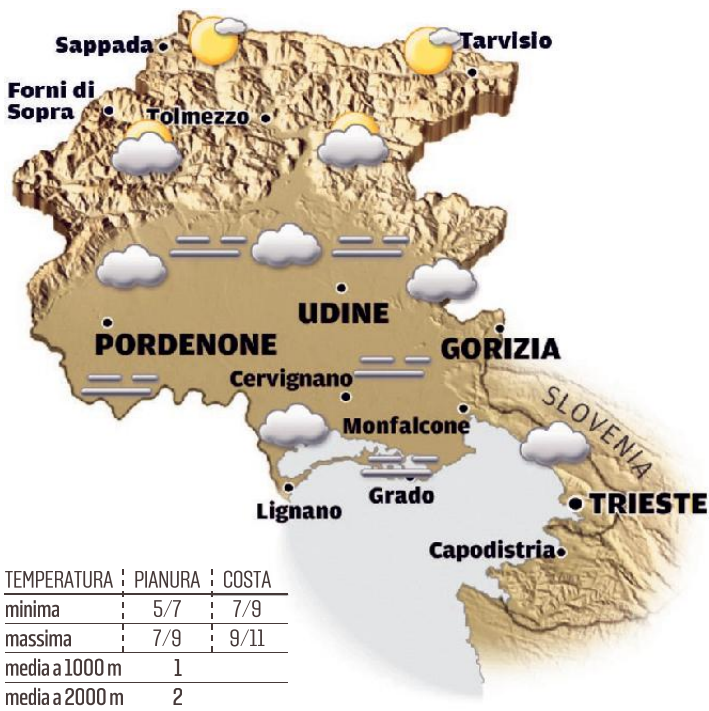 Sappada
Tarvisio
Forni di
Sopra
Tolmezzo
UDINE
PORDENONE
GORIZIA
Cervignano
SLOVENIA
Monfalcone
Lignano
Grado
TRIESTE
Capodistria
TEMPERATURA PIANURA COSTA
minima 5/7 7/9
massima 7/9 9/11
media a 1000 m 1
media a 2000 m 2